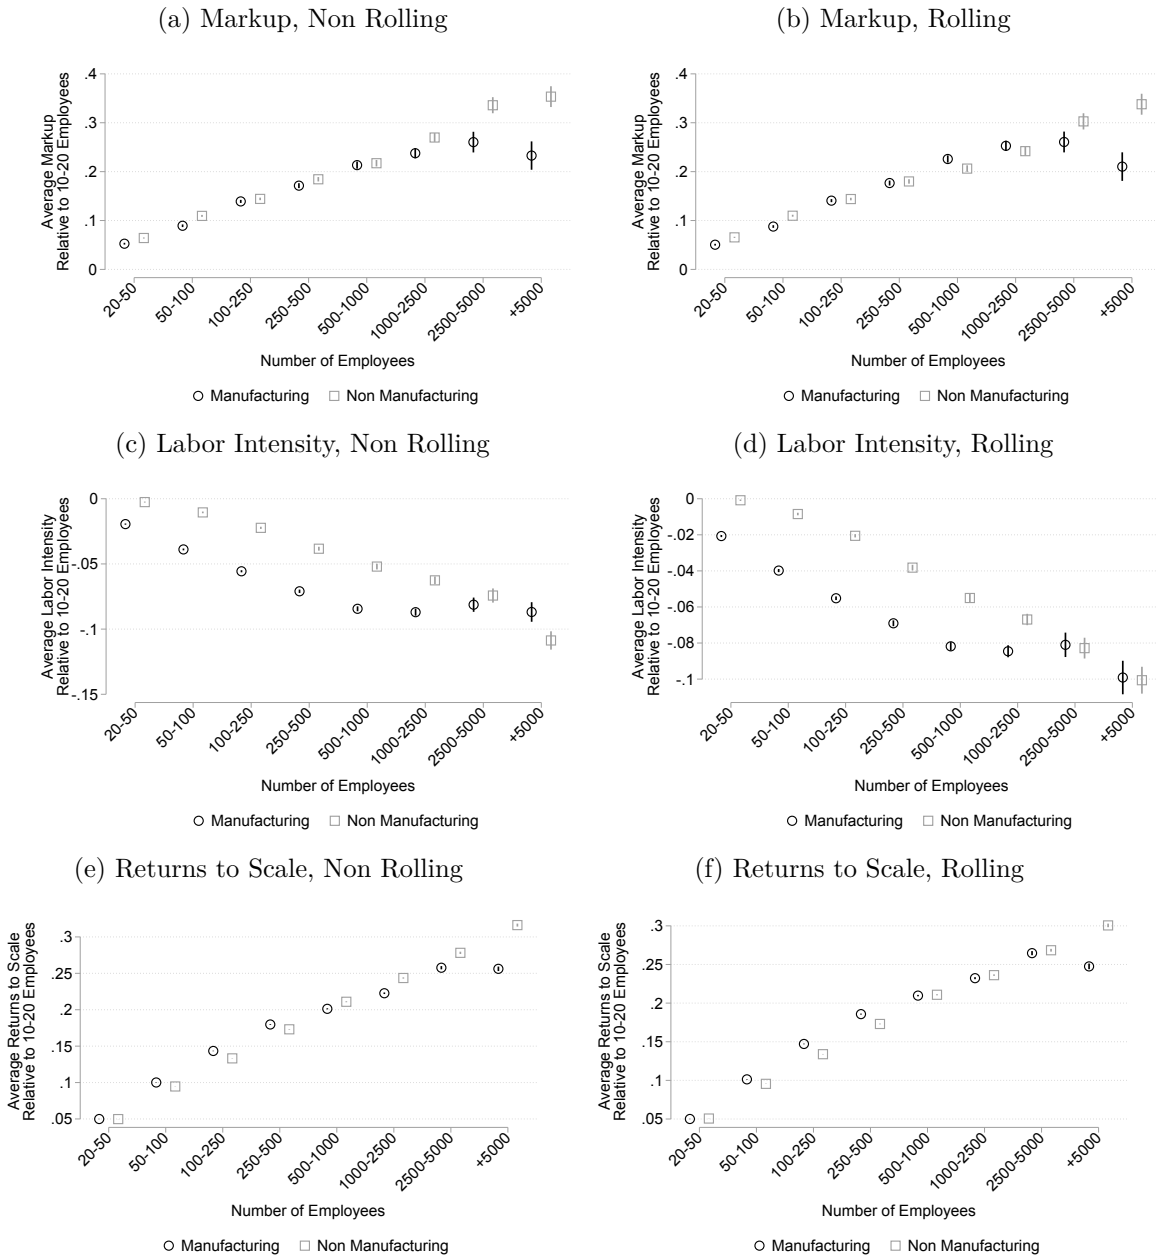 (a) Markup, Non Rolling
Average Markup
Relative to 10-20 Employees
.4
.3
.2
.1
0
20-50
50-100
100-250
250-500
500-1000
1000-2500
2500-5000
+5000
Number of Employees
Manufacturing
Non Manufacturing
(b) Markup, Rolling
Average Markup
Relative to 10-20 Employees
.4
.3
.2
.1
0
20-50
50-100
100-250
250-500
500-1000
1000-2500
2500-5000
+5000
Number of Employees
Manufacturing
Non Manufacturing
(c) Labor Intensity, Non Rolling
Average Labor Intensity
Relative to 10-20 Employees
0
-.05
-.1
-.15
20-50
50-100
100-250
250-500
500-1000
1000-2500
2500-5000
+5000
Number of Employees
Manufacturing
Non Manufacturing
(d) Labor Intensity, Rolling
Average Labor Intensity
Relative to 10-20 Employees
0
-.02
-.04
-.06
-.08
-.1
20-50
50-100
100-250
250-500
500-1000
1000-2500
2500-5000
+5000
Number of Employees
Manufacturing
Non Manufacturing
(e) Returns to Scale, Non Rolling
Average Returns to Scale
Relative to 10-20 Employees
.3
.25
.2
.15
.1
.05
20-50
50-100
100-250
250-500
500-1000
1000-2500
2500-5000
+5000
Number of Employees
Manufacturing
Non Manufacturing
(f) Returns to Scale, Rolling
Average Returns to Scale
Relative to 10-20 Employees
.3
.25
.2
.15
.1
.05
20-50
50-100
100-250
250-500
500-1000
1000-2500
2500-5000
+5000
Number of Employees
Manufacturing
Non Manufacturing